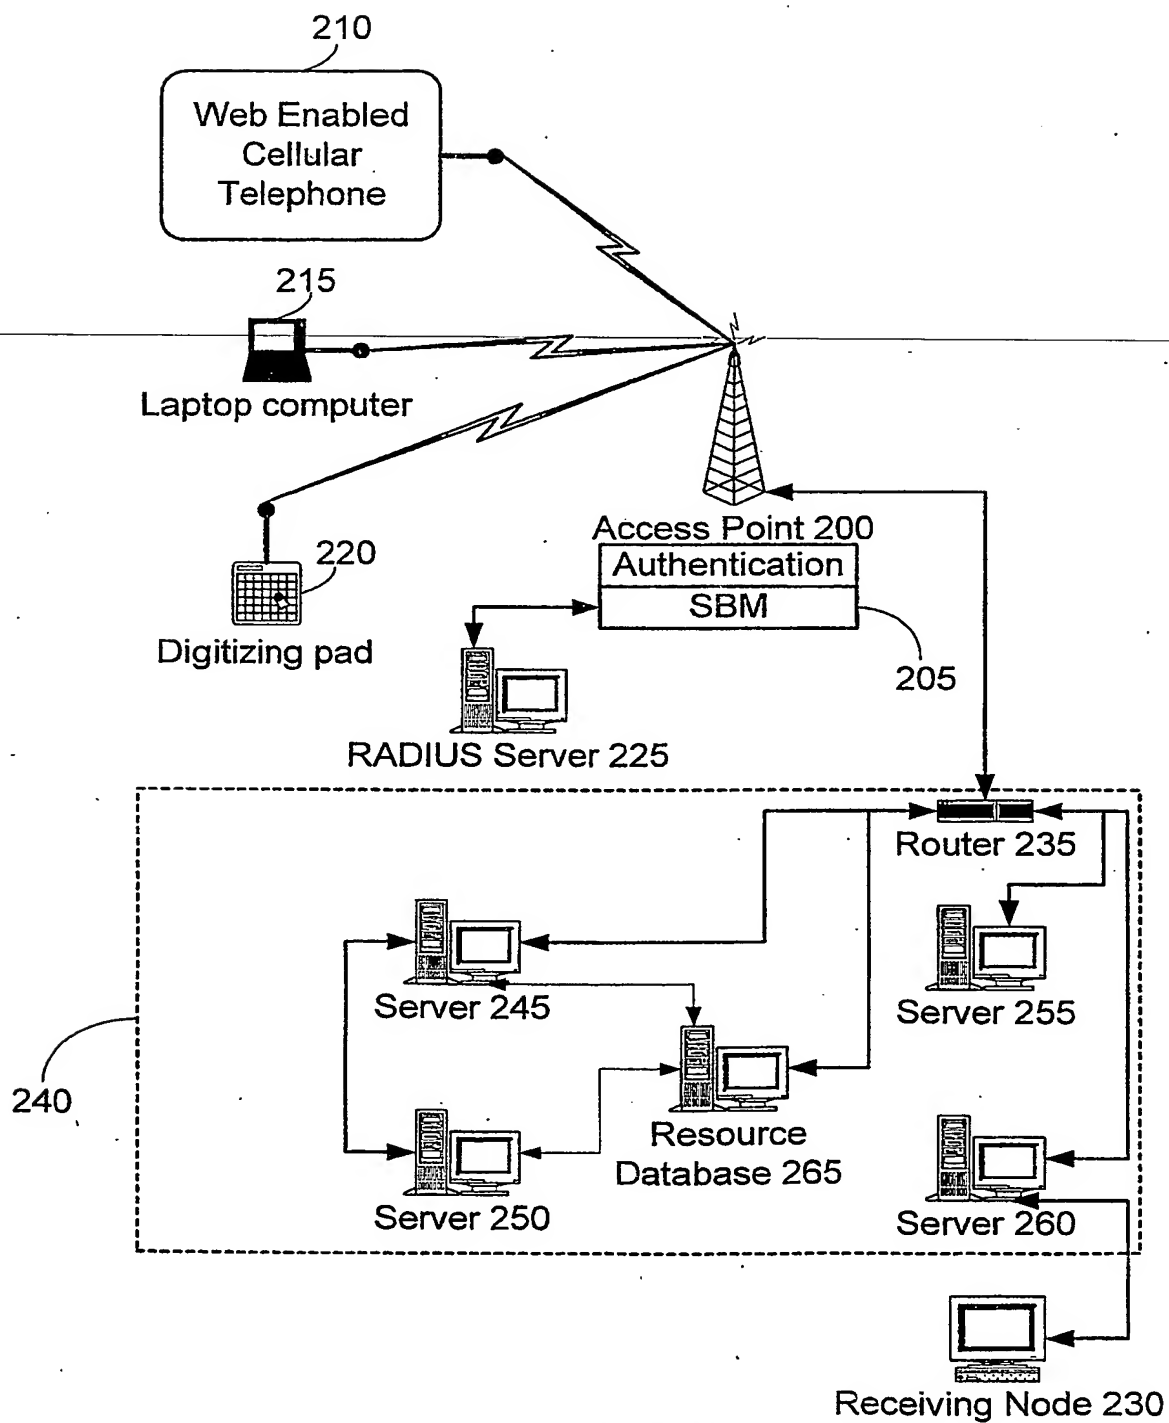 210
Web Enabled
Cellular
Telephone
215
Laptop computer
220
Digitizing pad
Access Point 200
Authentication
SBM
205
RADIUS Server 225
Router 235
Server 245
Server 255
240
Resource
Database 265
Server 250
Server 260
Receiving Node 230